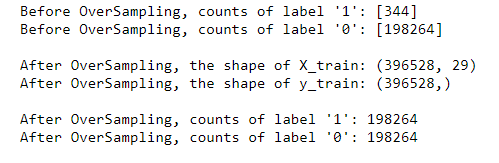 Before OverSampling, counts of label '1': [344]
Before OverSampling, counts of label '0': [198264]
After OverSampling, the shape of X_train: (396528, 29)
After OverSampling, the shape of y_train: (396528,)
After OverSampling, counts of label '1': 198264
After OverSampling, counts of label '0': 198264